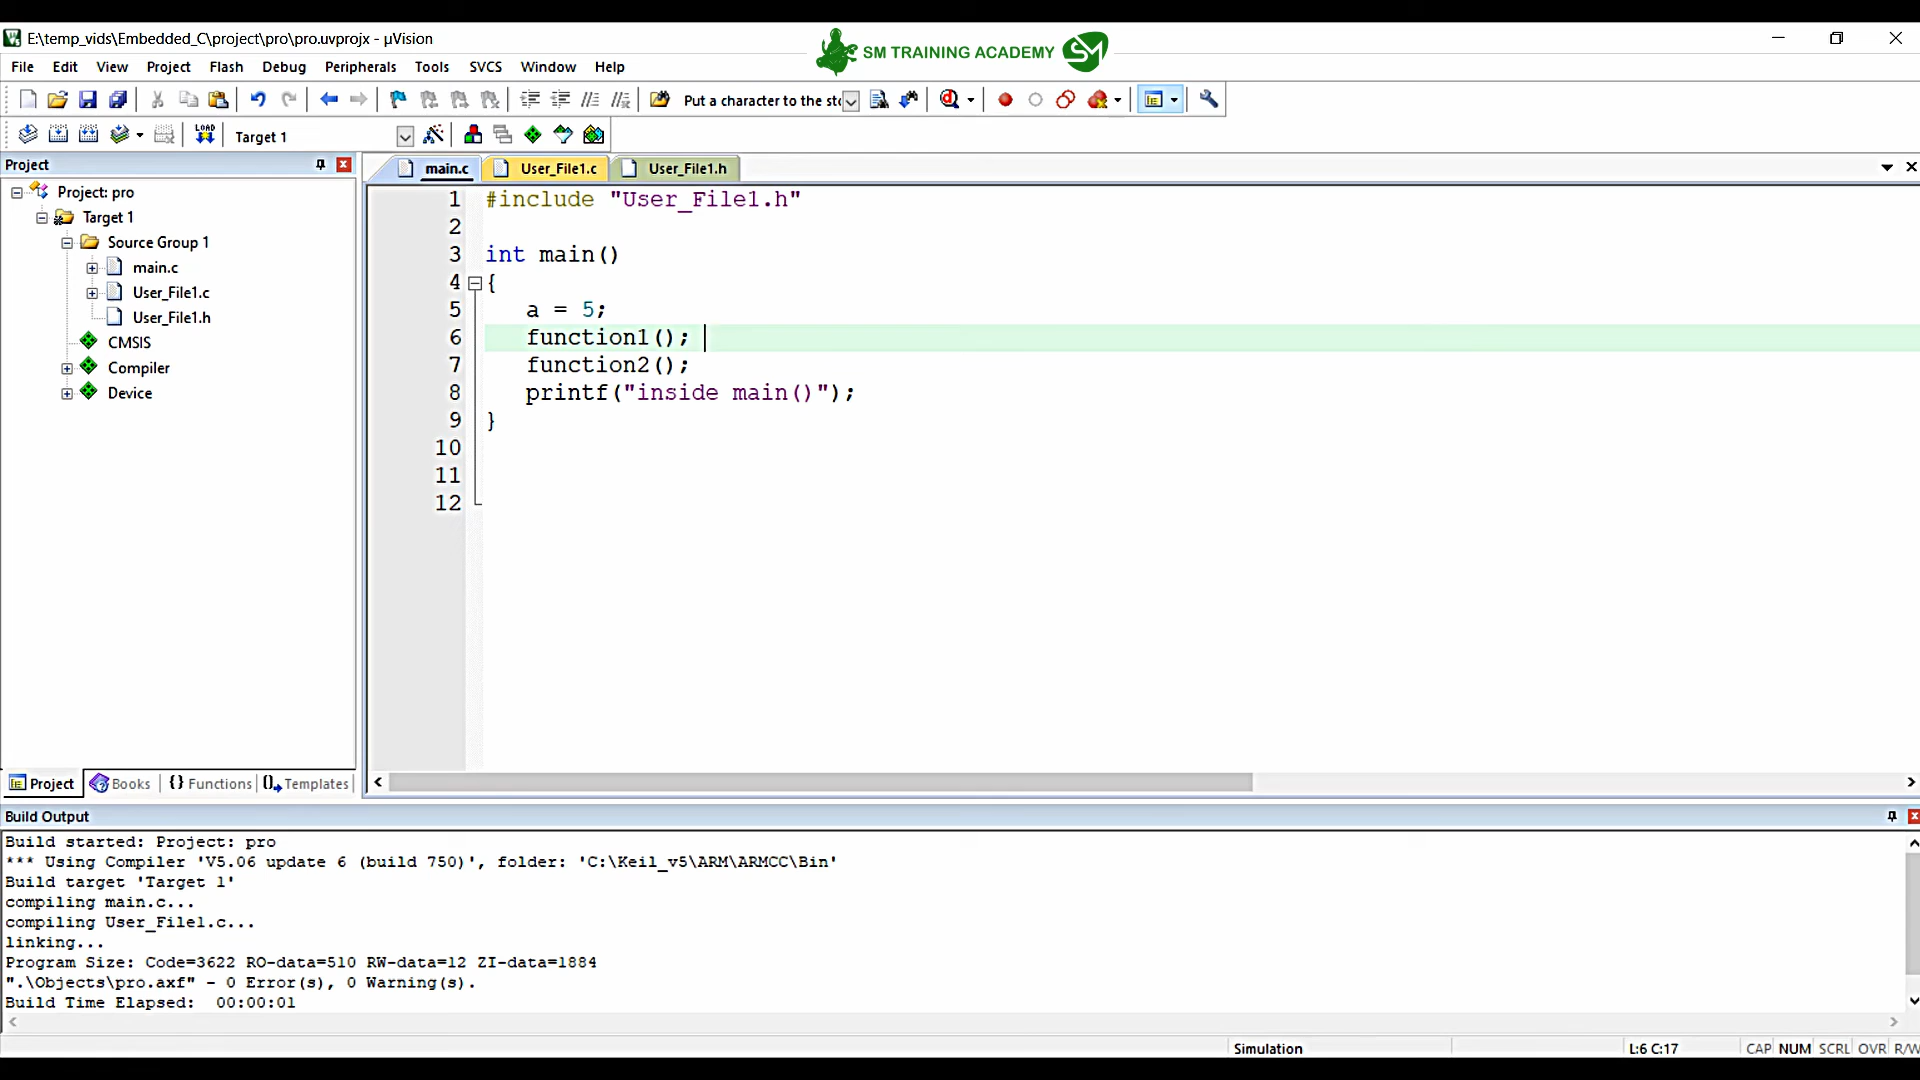 E:\temp_vids\Embedded_C\project\pro\pro.uvprojx - µVision
SM TRAINING ACADEMY SM
File Edit View Project Flash Debug Peripherals Tools SVCS Window Help
Put a character to the stc
LOAD Target 1
Project
main.c User_File1.c User_File1.h
Project: pro
Target 1
Source Group 1
main.c
User_File1.c
User_File1.h
CMSIS
Compiler
Device
1 #include "User_File1.h"
2
3 int main()
4 {
5 a = 5;
6 function1();
7 function2();
8 printf("inside main()");
9 }
10
11
12
Project Books {} Functions Templates
Build Output
Build started: Project: pro
*** Using Compiler 'V5.06 update 6 (build 750)', folder: 'C:\Keil_v5\ARM\ARMCC\Bin'
Build target 'Target 1'
compiling main.c...
compiling User_File1.c...
linking...
Program Size: Code=3622 RO-data=510 RW-data=12 ZI-data=1884
".\Objects\pro.axf" - 0 Error(s), 0 Warning(s).
Build Time Elapsed: 00:00:01
Simulation L:6 C:17 CAP NUM SCRL OVR R/W